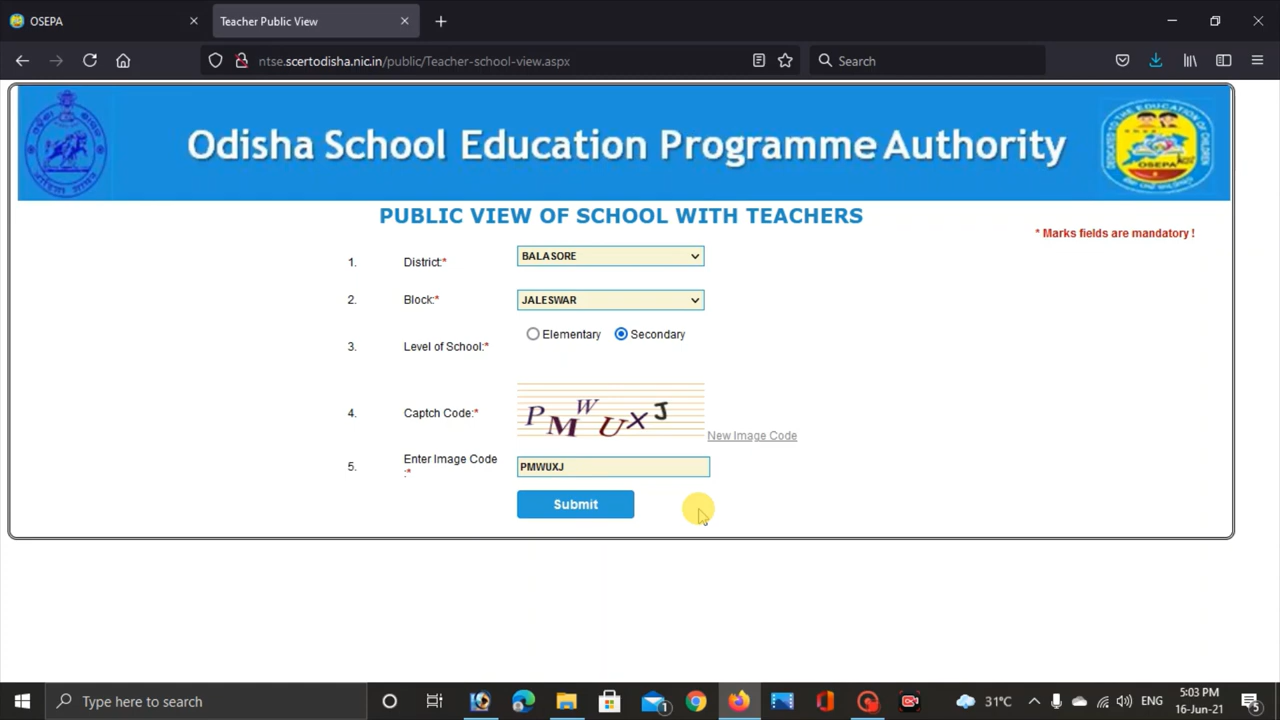 OSEPA
Teacher Public View
ntse.scertodisha.nic.in/public/Teacher-school-view.aspx
Search
Odisha School Education Programme Authority
OSEPA
PUBLIC VIEW OF SCHOOL WITH TEACHERS
* Marks fields are mandatory !
1. District:* BALASORE
2. Block:* JALESWAR
3. Level of School:* Elementary Secondary
4. Captch Code:* PMWUXJ New Image Code
5. Enter Image Code :* PMWUXJ
Submit
Type here to search
1
31°C
ENG
5:03 PM
16-Jun-21
5